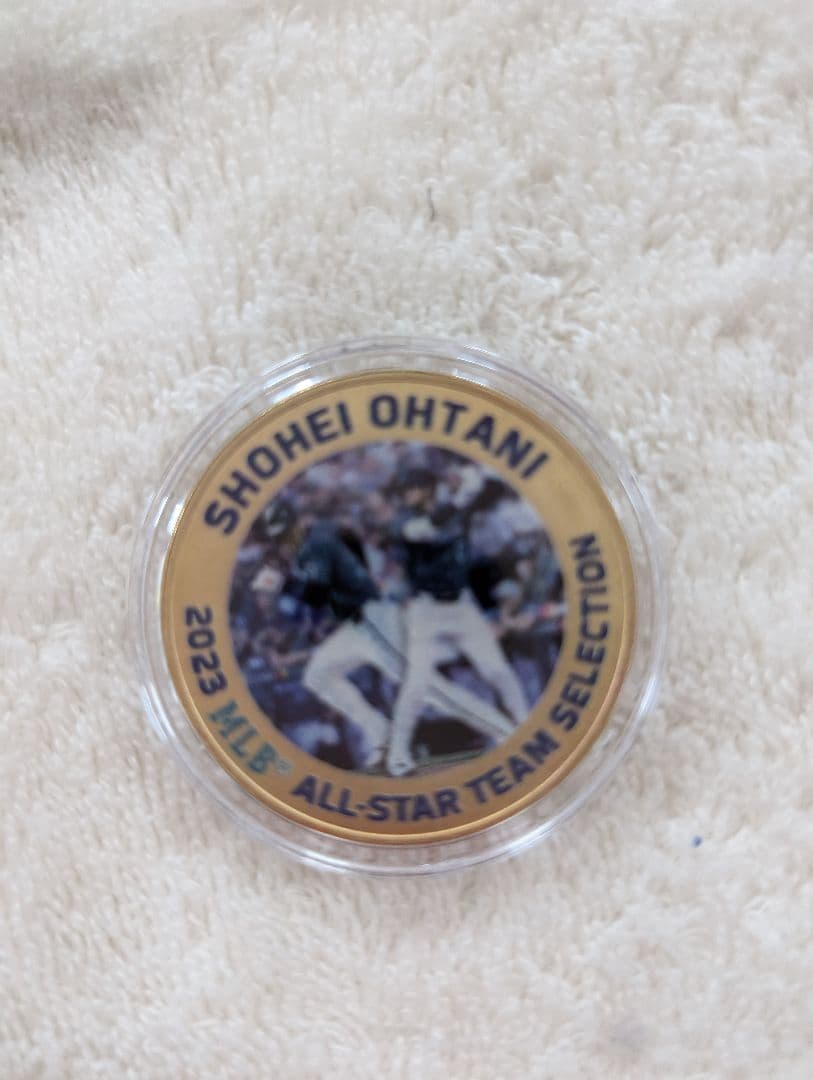 SHOHEI OHTANI
2023 MLB® ALL-STAR TEAM SELECTION